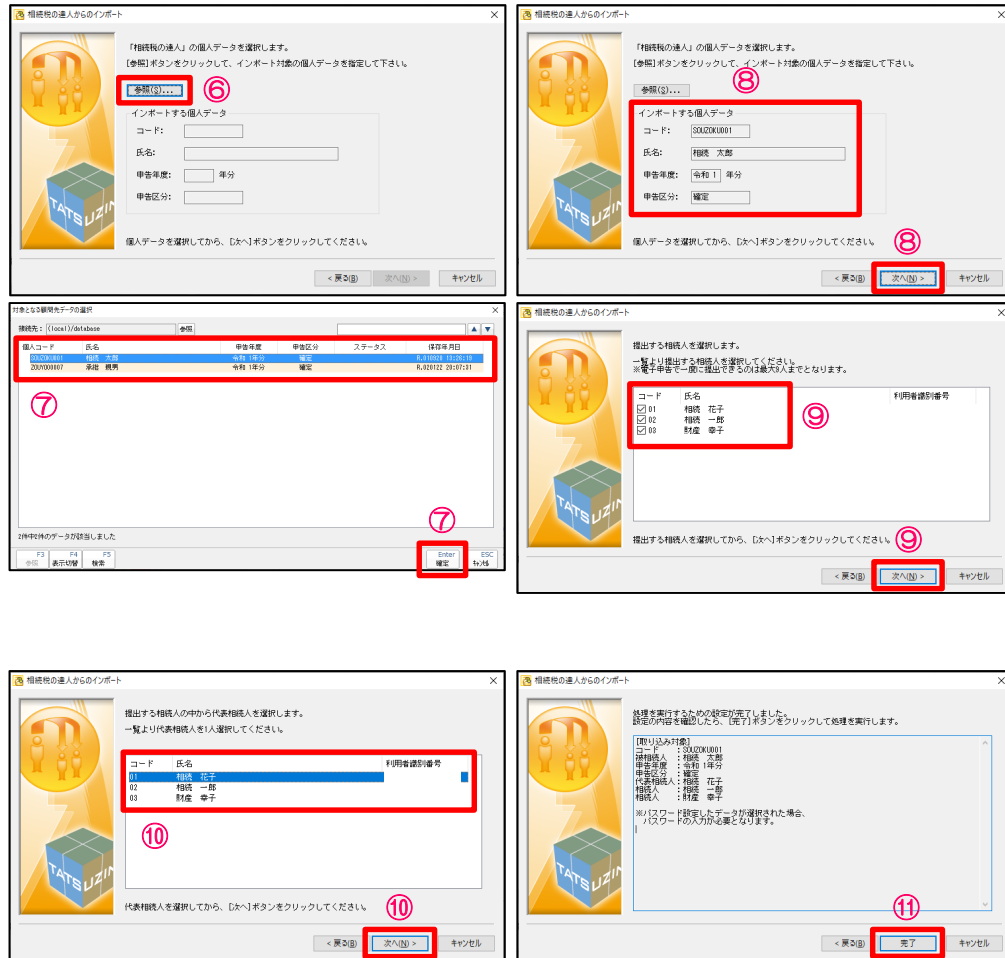 相続税の達人からのインポート
「相続税の達人」の個人データを選択します。
[参照]ボタンをクリックして、インポート対象の個人データを指定して下さい。
参照(S)...
⑥
インポートする個人データ
コード:
氏名:
申告年度: 年分
申告区分:
TATSUZIN
個人データを選択してから、[次へ]ボタンをクリックしてください。
< 戻る(B) 次へ(N) > キャンセル
相続税の達人からのインポート
「相続税の達人」の個人データを選択します。
[参照]ボタンをクリックして、インポート対象の個人データを指定して下さい。
⑧
参照(S)...
インポートする個人データ
コード: SOUZOKU001
氏名: 相続 太郎
申告年度: 令和 1 年分
申告区分: 確定
TATSUZIN
個人データを選択してから、[次へ]ボタンをクリックしてください。
⑧
< 戻る(B) 次へ(N) > キャンセル
対象となる顧問先データの選択
接続先: (local)/database 参照 ▲ ▼
個人コード 氏名 申告年度 申告区分 ステータス 保存年月日
SOUZOKU001 相続 太郎 令和 1年分 確定
ZOUYO00007 承継 親男 令和 1年分 確定 R.020122 20:07:31
⑦
⑦
2件中2件のデータが該当しました
F3 F4 F5 Enter ESC
参照 表示切替 検索 確定 ｷｬﾝｾﾙ
相続税の達人からのインポート
提出する相続人を選択します。
一覧より提出する相続人を選択してください。
※電子申告で一度に提出できるのは最大9人までとなります。
コード 氏名 利用者識別番号
01 相続 花子
02 相続 一郎
03 財産 幸子
⑨
TATSUZIN
提出する相続人を選択してから、[次へ]ボタンをクリックしてください。
⑨
< 戻る(B) 次へ(N) > キャンセル
相続税の達人からのインポート
提出する相続人の中から代表相続人を選択します。
一覧より代表相続人を1人選択してください。
コード 氏名 利用者識別番号
01 相続 花子
02 相続 一郎
03 財産 幸子
⑩
TATSUZIN
代表相続人を選択してから、[次へ]ボタンをクリックしてください。
⑩
< 戻る(B) 次へ(N) > キャンセル
相続税の達人からのインポート
処理を実行するための設定が完了しました。
設定の内容を確認したら、[完了]ボタンをクリックして処理を実行します。
[取り込み対象]
コード :SOUZOKU001
被相続人 :相続 太郎
申告年度 :令和 1年分
申告区分 :確定
代表相続人:相続 花子
相続人 :相続 一郎
相続人 :財産 幸子
※パスワード設定したデータが選択された場合、
パスワードの入力が必要となります。
TATSUZIN
⑪
< 戻る(B) 完了 キャンセル